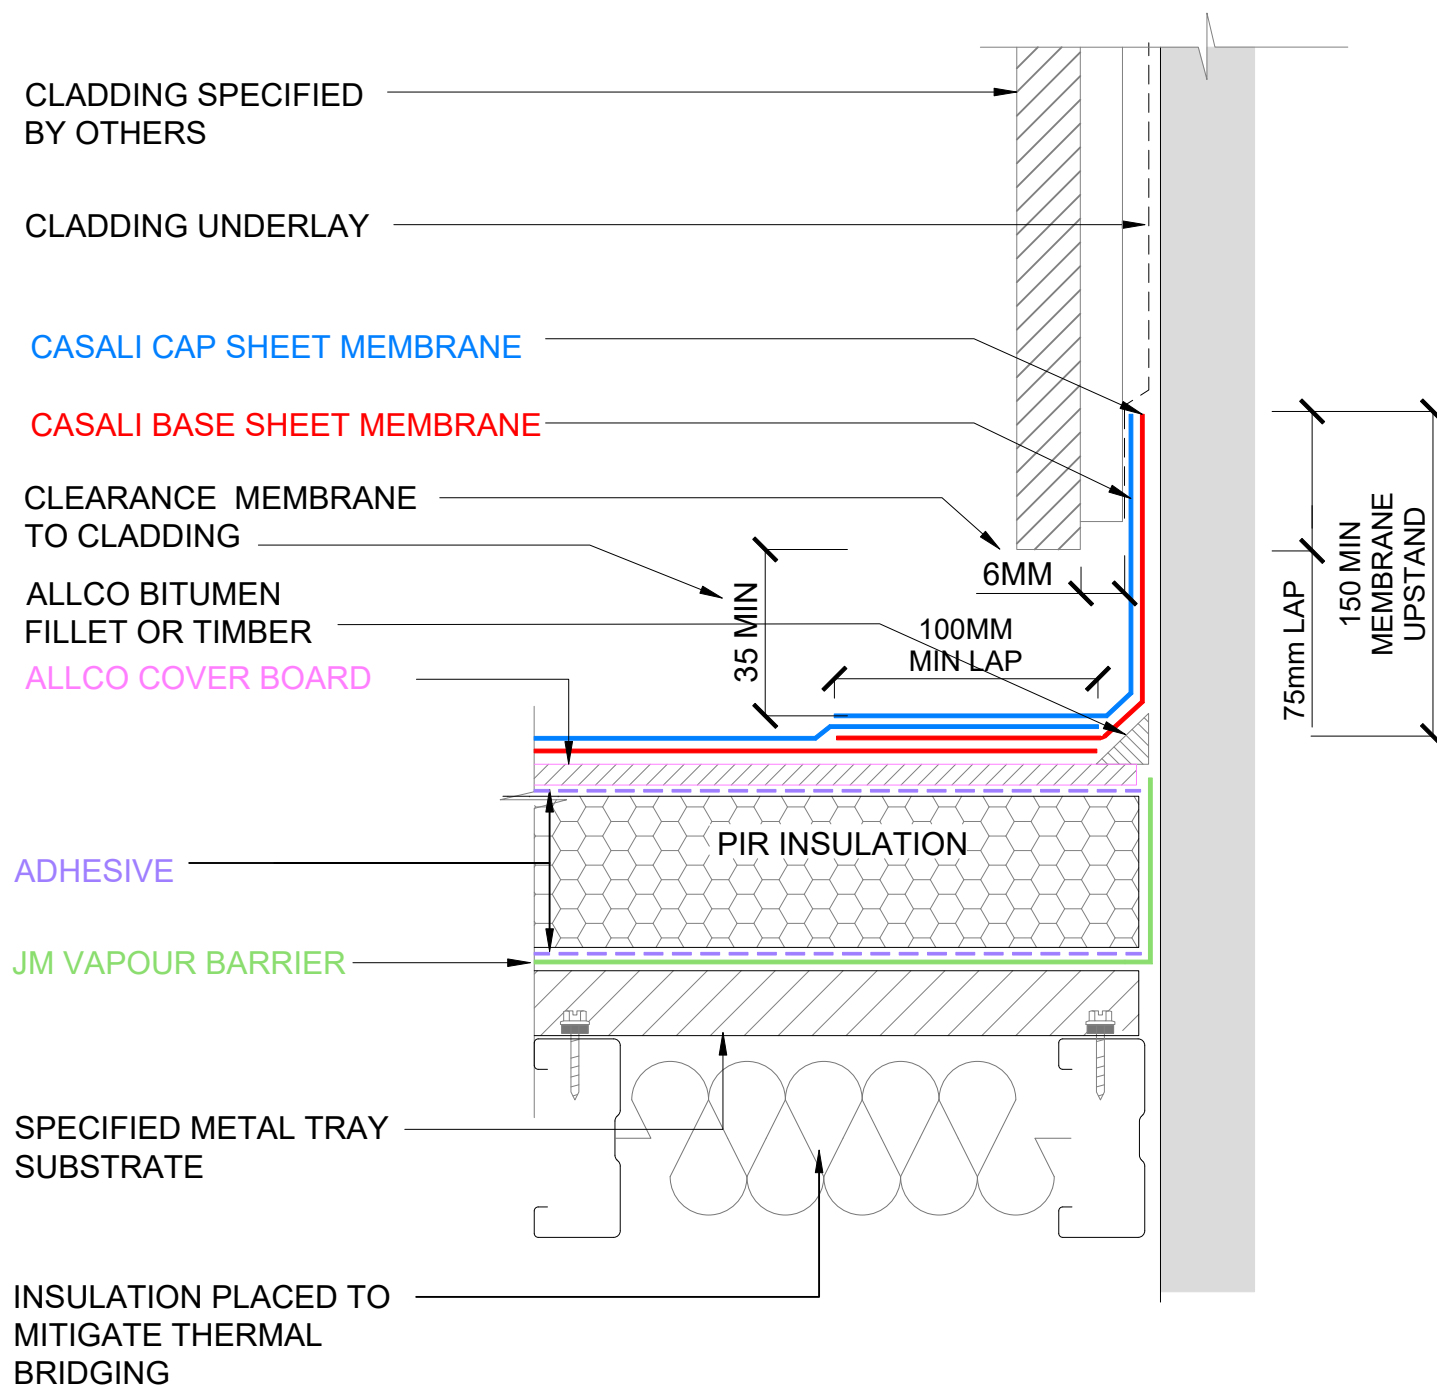 CLADDING SPECIFIED
BY OTHERS
CLADDING UNDERLAY
CASALI CAP SHEET MEMBRANE
CASALI BASE SHEET MEMBRANE
CLEARANCE  MEMBRANE
TO CLADDING
ALLCO BITUMEN
FILLET OR TIMBER
ALLCO COVER BOARD
ADHESIVE
JM VAPOUR BARRIER
SPECIFIED METAL TRAY
SUBSTRATE
INSULATION PLACED TO
MITIGATE THERMAL
BRIDGING
35 MIN
6MM
100MM
MIN LAP
PIR INSULATION
75mm LAP
150 MIN
MEMBRANE
UPSTAND